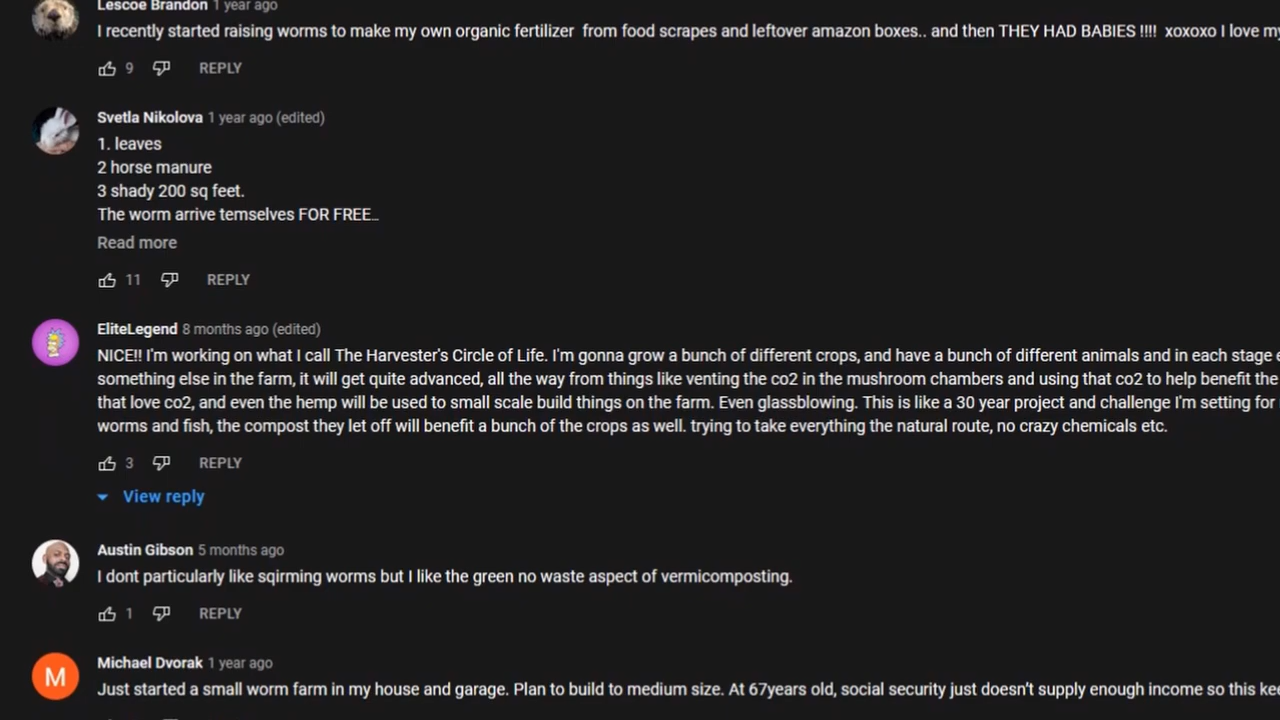 Lescoe Brandon 1 year ago
I recently started raising worms to make my own organic fertilizer from food scrapes and leftover amazon boxes.. and then THEY HAD BABIES !!!! xoxoxo I love my
9 REPLY
Svetla Nikolova 1 year ago (edited)
1. leaves
2 horse manure
3 shady 200 sq feet.
The worm arrive temselves FOR FREE..
Read more
11 REPLY
EliteLegend 8 months ago (edited)
NICE!! I'm working on what I call The Harvester's Circle of Life. I'm gonna grow a bunch of different crops, and have a bunch of different animals and in each stage
something else in the farm, it will get quite advanced, all the way from things like venting the co2 in the mushroom chambers and using that co2 to help benefit the
that love co2, and even the hemp will be used to small scale build things on the farm. Even glassblowing. This is like a 30 year project and challenge I'm setting for
worms and fish, the compost they let off will benefit a bunch of the crops as well. trying to take everything the natural route, no crazy chemicals etc.
3 REPLY
View reply
Austin Gibson 5 months ago
I dont particularly like sqirming worms but I like the green no waste aspect of vermicomposting.
1 REPLY
M
Michael Dvorak 1 year ago
Just started a small worm farm in my house and garage. Plan to build to medium size. At 67years old, social security just doesn't supply enough income so this kee